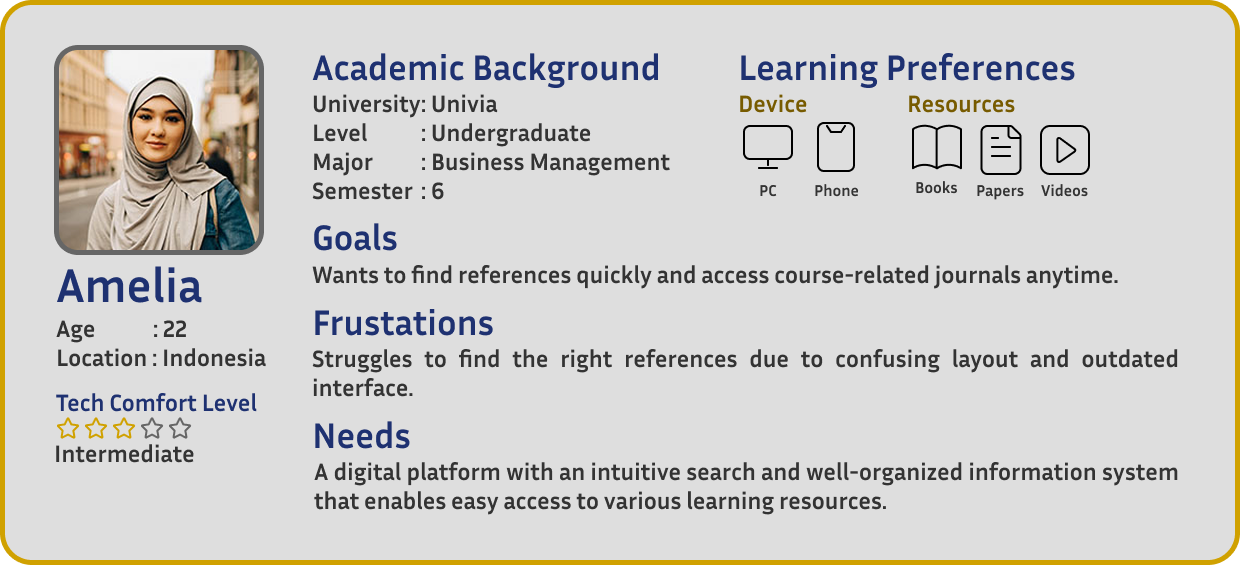 Amelia
Age : 22
Location : Indonesia
Tech Comfort Level
Intermediate
Academic Background
University : Univia
Level : Undergraduate
Major : Business Management
Semester : 6
Learning Preferences
Device
PC
Phone
Resources
Books
Papers
Videos
Goals
Wants to find references quickly and access course-related journals anytime.
Frustations
Struggles to find the right references due to confusing layout and outdated
interface.
Needs
A digital platform with an intuitive search and well-organized information system
that enables easy access to various learning resources.